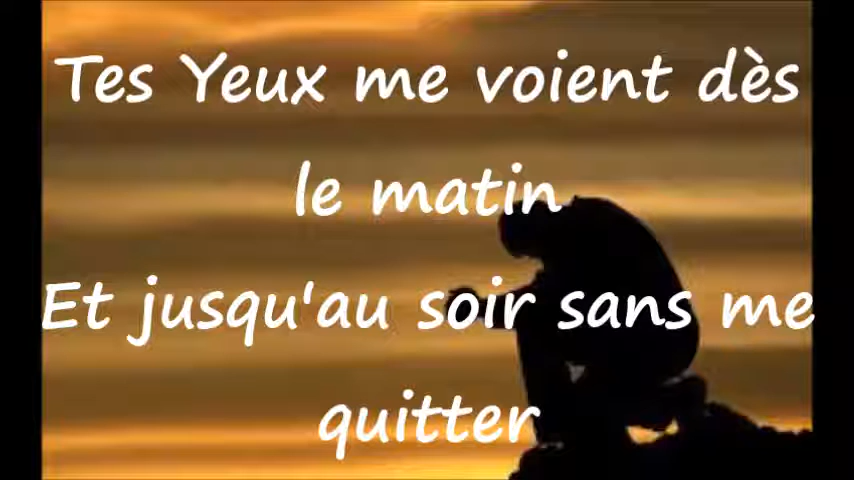 Tes Yeux me voient dès
le matin
Et jusqu'au soir sans me
quitter